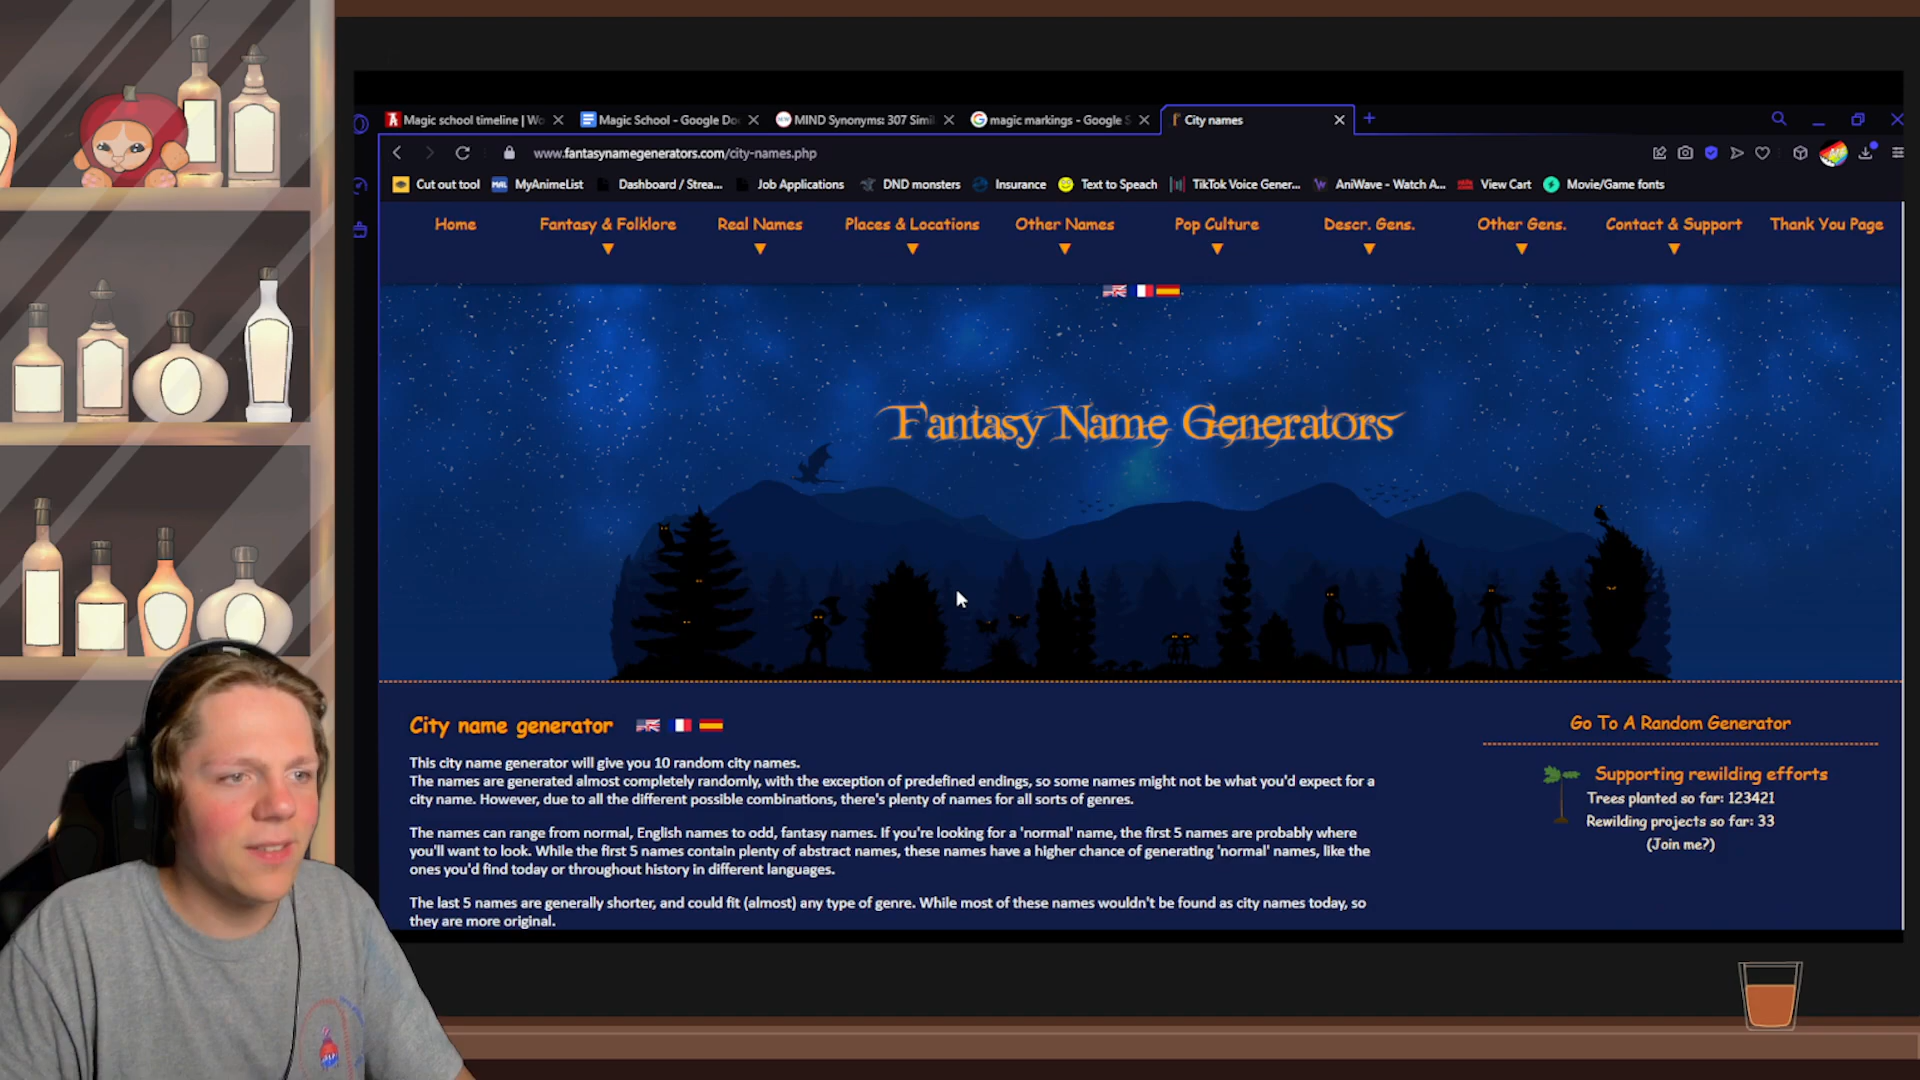 Magic school timeline | Wo
Magic School - Google Do
MIND Synonyms: 307 Simil
magic markings - Google S
City names
www.fantasynamegenerators.com/city-names.php
Cut out tool
MyAnimeList
Dashboard / Strea...
Job Applications
DND monsters
Insurance
Text to Speech
TikTok Voice Gener...
AniWave - Watch A...
View Cart
Movie/Game fonts
Home
Fantasy & Folklore
Real Names
Places & Locations
Other Names
Pop Culture
Descr. Gens.
Other Gens.
Contact & Support
Thank You Page
Fantasy Name Generators
City name generator
This city name generator will give you 10 random city names.
The names are generated almost completely randomly, with the exception of predefined endings, so some names might not be what you'd expect for a
city name. However, due to all the different possible combinations, there's plenty of names for all sorts of genres.
The names can range from normal, English names to odd, fantasy names. If you're looking for a 'normal' name, the first 5 names are probably where
you'll want to look. While the first 5 names contain plenty of abstract names, these names have a higher chance of generating 'normal' names, like the
ones you'd find today or throughout history in different languages.
The last 5 names are generally shorter, and could fit (almost) any type of genre. While most of these names wouldn't be found as city names today, so
they are more original.
Go To A Random Generator
Supporting rewilding efforts
Trees planted so far: 123421
Rewilding projects so far: 33
(Join me?)